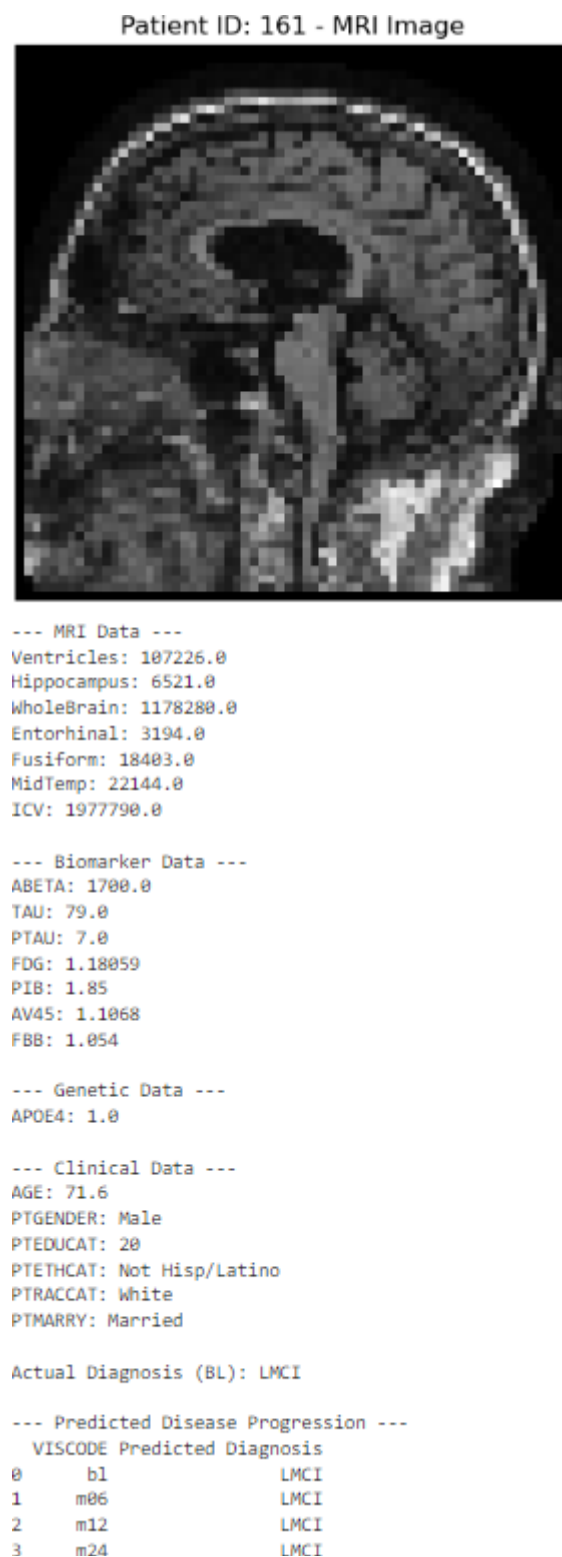 Patient ID: 161 - MRI Image
--- MRI Data ---
Ventricles: 107226.0
Hippocampus: 6521.0
WholeBrain: 1178280.0
Entorhinal: 3194.0
Fusiform: 18403.0
MidTemp: 22144.0
ICV: 1977790.0
--- Biomarker Data ---
ABETA: 1700.0
TAU: 79.0
PTAU: 7.0
FDG: 1.18059
PIB: 1.85
AV45: 1.1068
FBB: 1.054
--- Genetic Data ---
APOE4: 1.0
--- Clinical Data ---
AGE: 71.6
PTGENDER: Male
PTEDUCAT: 20
PTETHCAT: Not Hisp/Latino
PTRACCAT: White
PTMARRY: Married
Actual Diagnosis (BL): LMCI
--- Predicted Disease Progression ---
VISCODE Predicted Diagnosis
0 bl LMCI
1 m06 LMCI
2 m12 LMCI
3 m24 LMCI